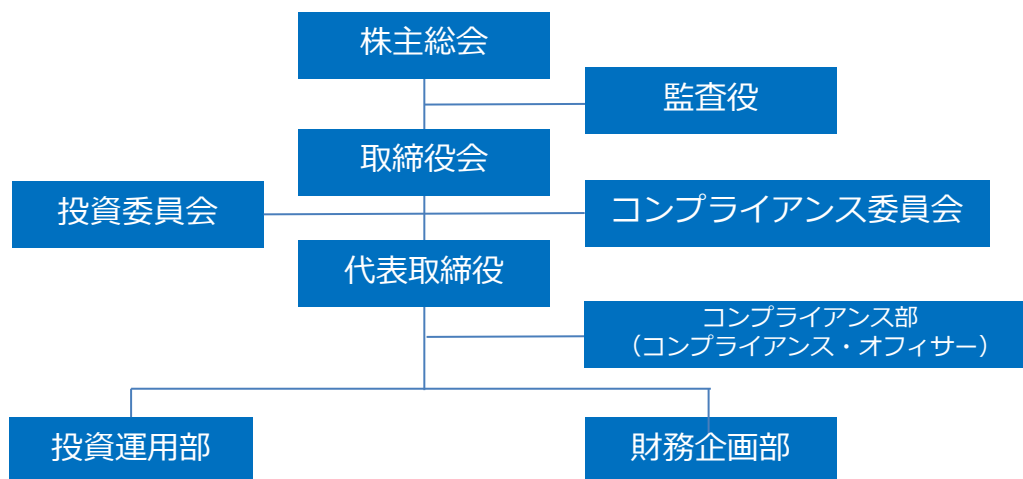 株主総会
監査役
取締役会
投資委員会
コンプライアンス委員会
代表取締役
コンプライアンス部
（コンプライアンス・オフィサー）
投資運用部
財務企画部